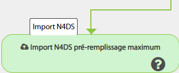 Import N4DS
Import N4DS pré-remplissage maximum
?